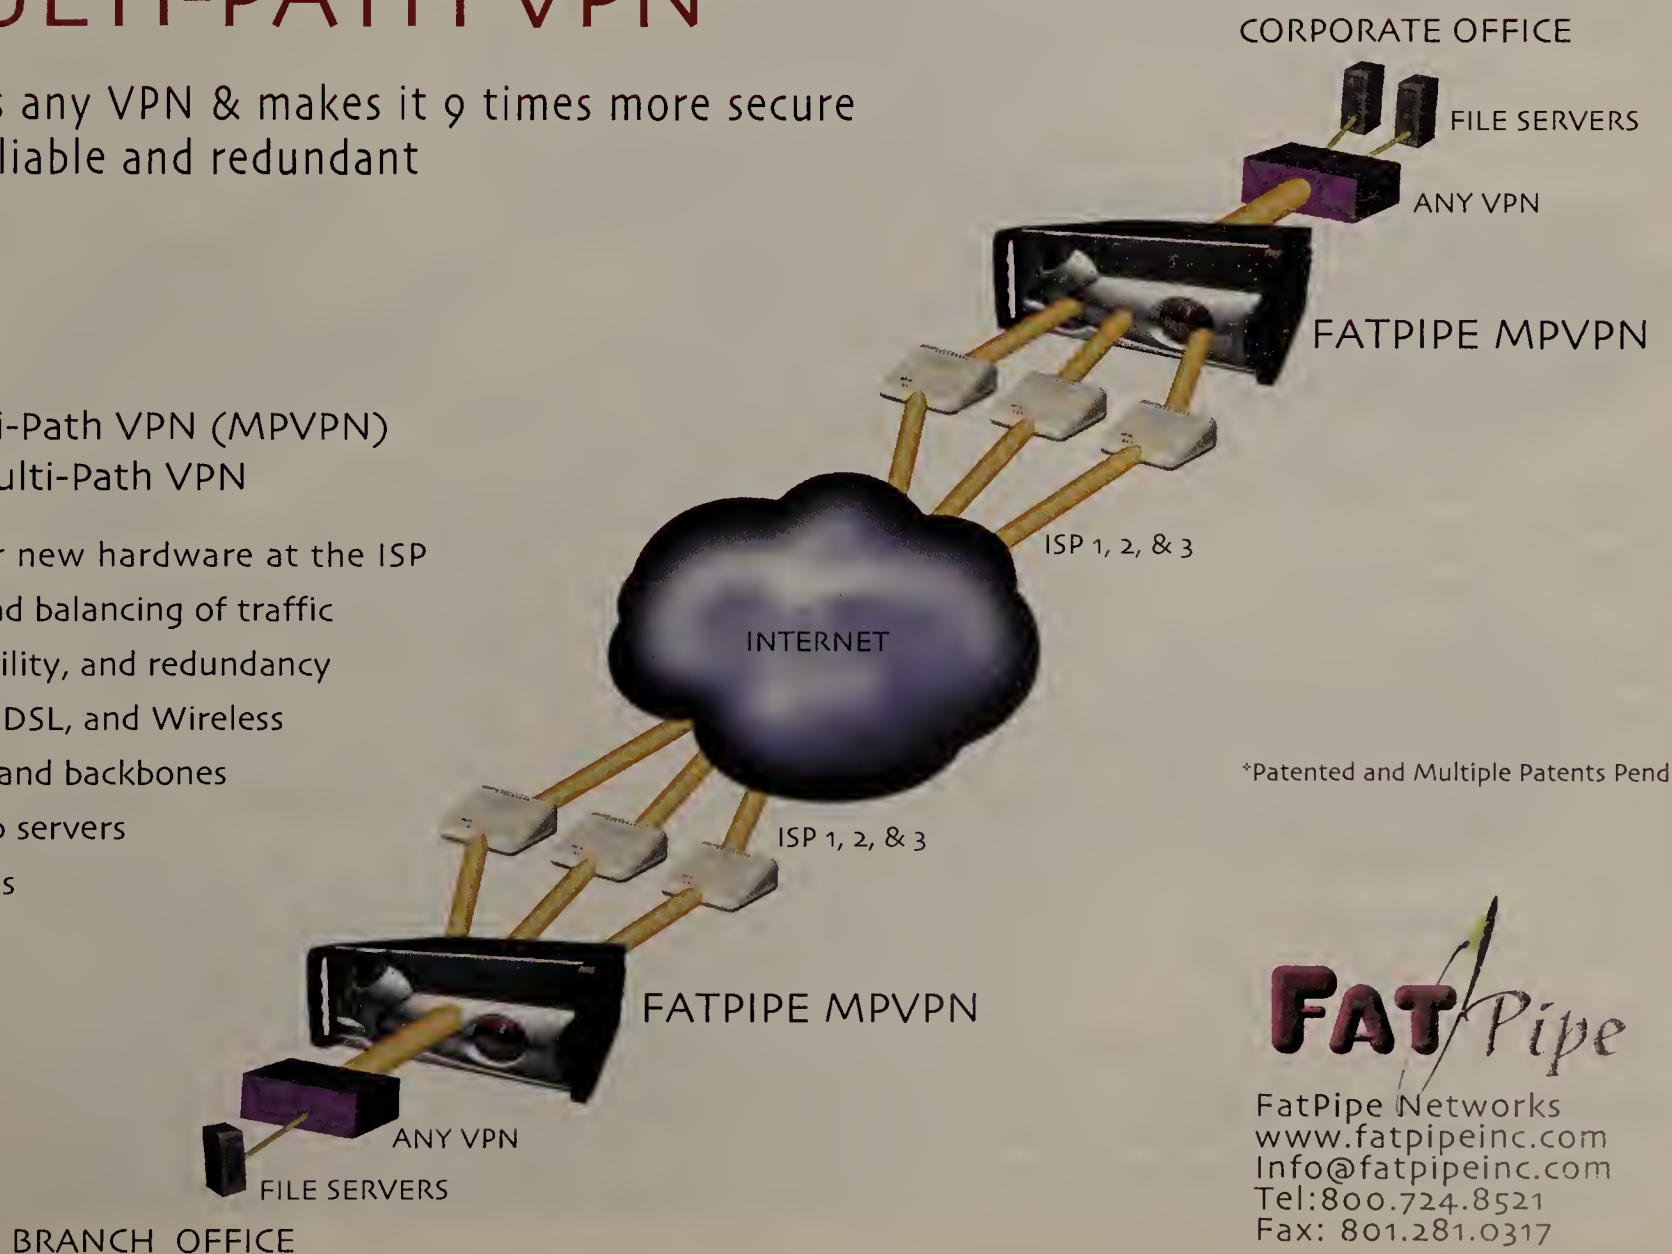 ULTI-PATH VPN
s any VPN & makes it 9 times more secure
liable and redundant
CORPORATE OFFICE
FILE SERVERS
ANY VPN
FATPIPE MPVPN
i-Path VPN (MPVPN)
ulti-Path VPN
r new hardware at the ISP
ad balancing of traffic
ility, and redundancy
DSL, and Wireless
and backbones
o servers
s
ISP 1, 2, & 3
INTERNET
*Patented and Multiple Patents Pend
ISP 1, 2, & 3
FATPIPE MPVPN
ANY VPN
FILE SERVERS
BRANCH OFFICE
FATPipe
FatPipe Networks
www.fatpipeinc.com
Info@fatpipeinc.com
Tel:800.724.8521
Fax: 801.281.0317